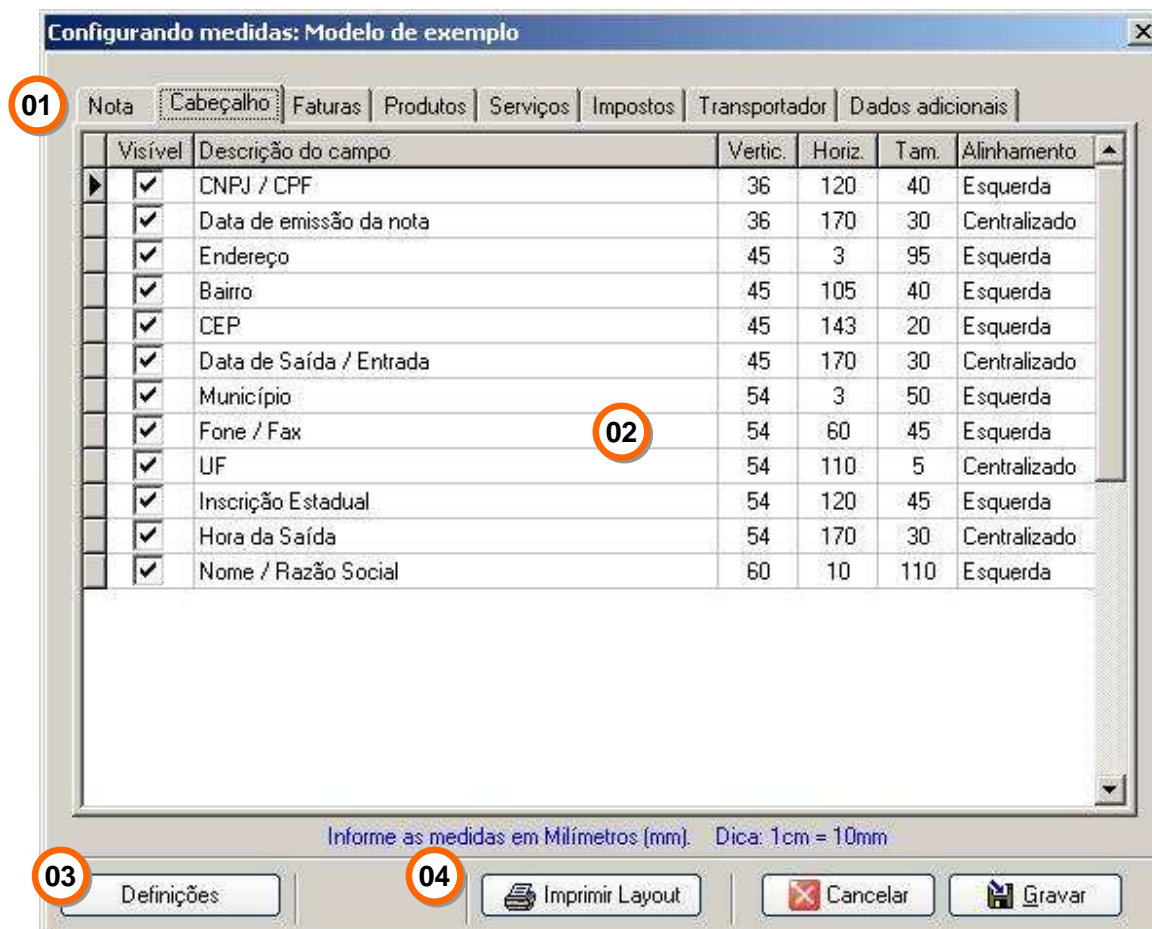 Configurando medidas: Modelo de exemplo
01
Nota Cabeçalho Faturas Produtos Serviços Impostos Transportador Dados adicionais
Visível Descrição do campo Vertic. Horiz. Tam. Alinhamento
CNPJ / CPF 36 120 40 Esquerda
Data de emissão da nota 36 170 30 Centralizado
Endereço 45 3 95 Esquerda
Bairro 45 105 40 Esquerda
CEP 45 143 20 Esquerda
Data de Saída / Entrada 45 170 30 Centralizado
Município 54 3 50 Esquerda
Fone / Fax 02 54 60 45 Esquerda
UF 54 110 5 Centralizado
Inscrição Estadual 54 120 45 Esquerda
Hora da Saída 54 170 30 Centralizado
Nome / Razão Social 60 10 110 Esquerda
Informe as medidas em Milímetros (mm). Dica: 1cm = 10mm
03 04
Definições Imprimir Layout Cancelar Gravar